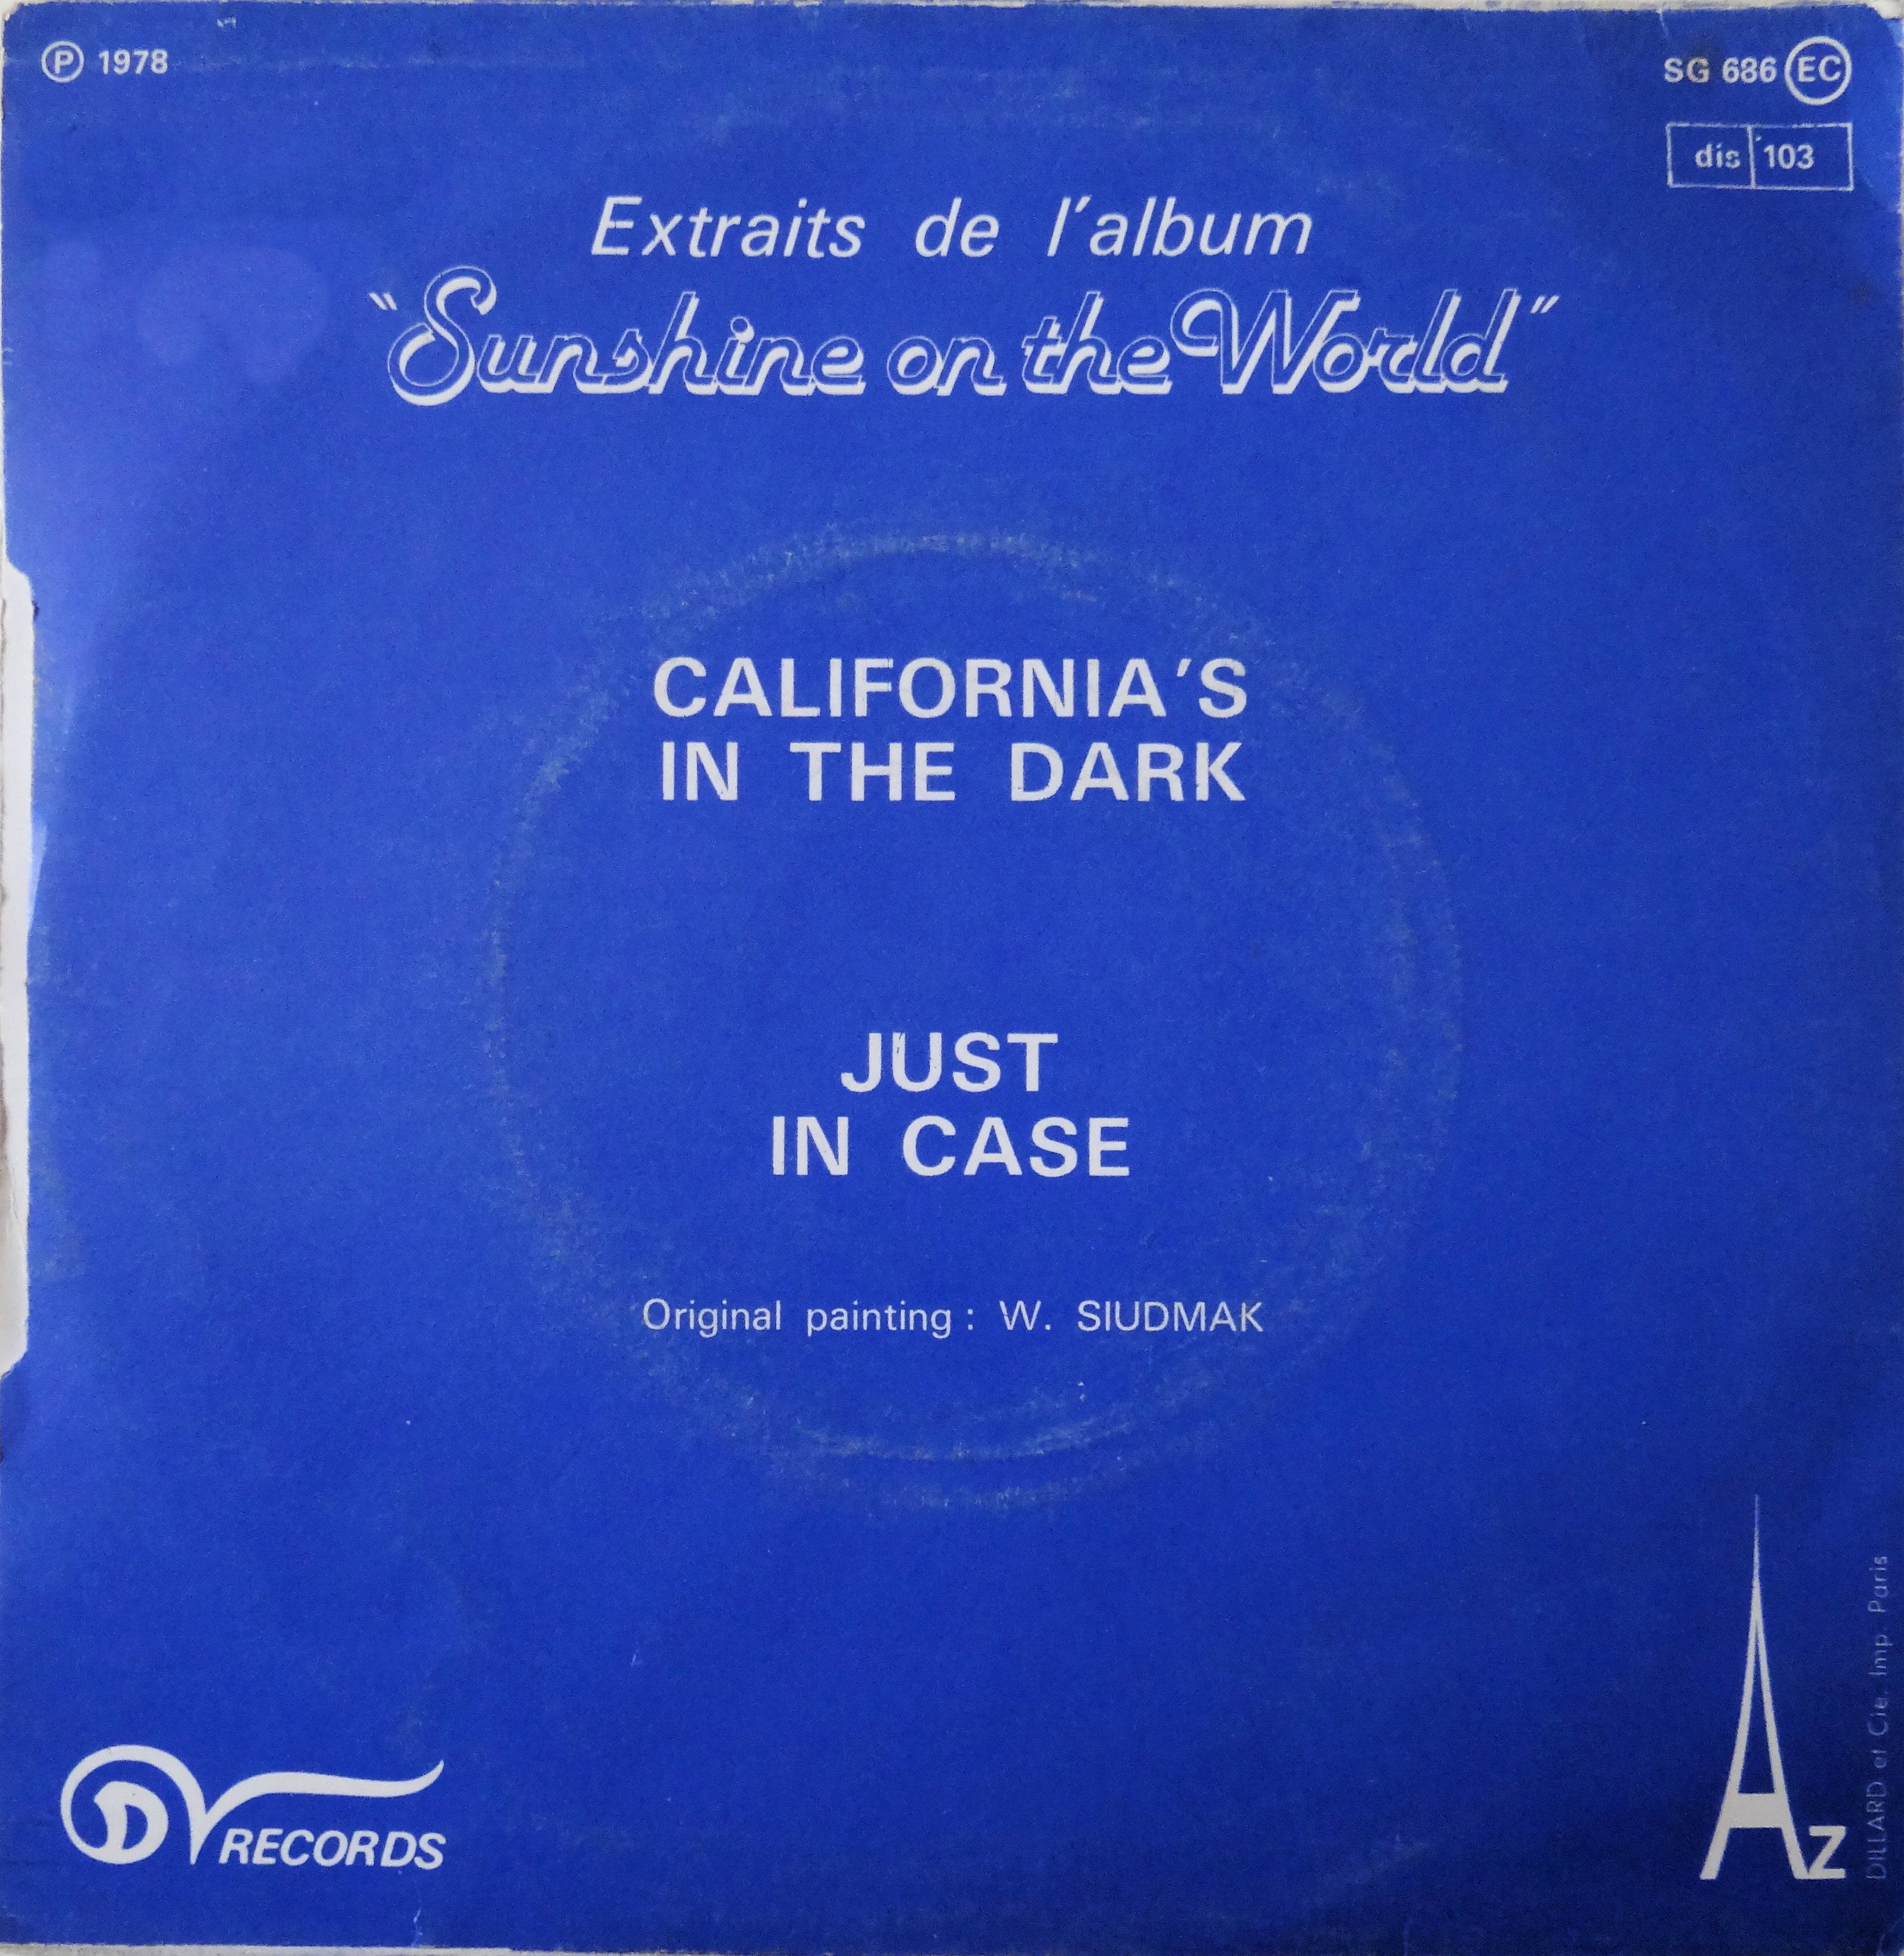 Ⓟ 1978
SG 686 EC
dis 103
Extraits de l'album
"Sunshine on the World"
CALIFORNIA'S
IN THE DARK
JUST
IN CASE
Original painting : W. SIUDMAK
DV RECORDS
AZ
DILLARD et Cie. Imp. Paris